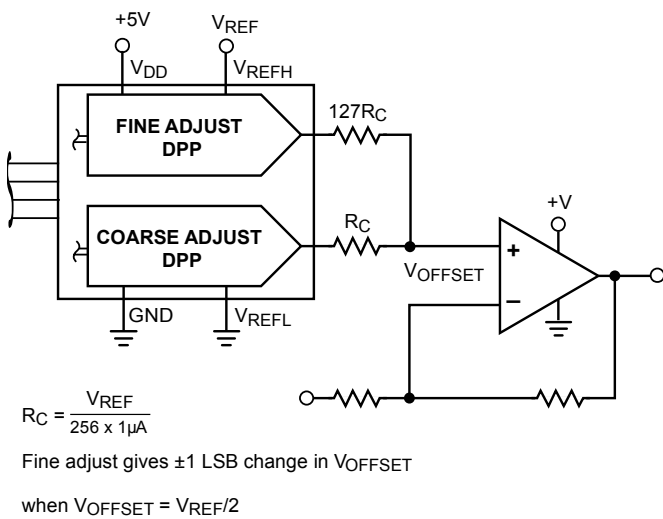 +5V
VREF
VDD
VREFH
FINE ADJUST
DPP
127RC
COARSE ADJUST
DPP
RC
+V
+
VOFFSET
−
GND
VREFL
RC = VREF / 256 x 1µA
Fine adjust gives ±1 LSB change in VOFFSET
when VOFFSET = VREF/2